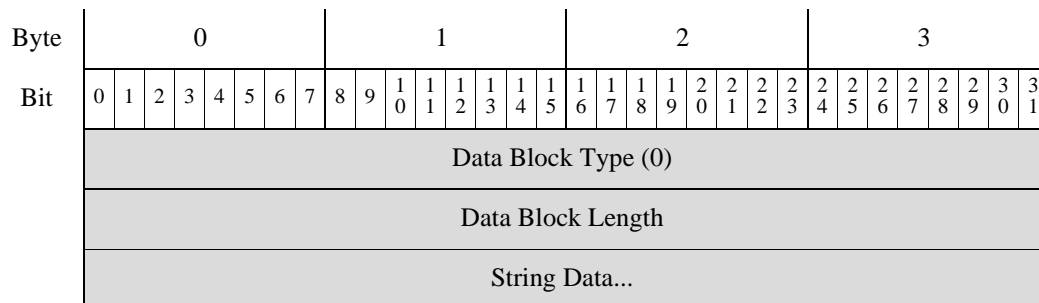 Byte 0 1 2 3
Bit 0 1 2 3 4 5 6 7 8 9 10 11 12 13 14 15 16 17 18 19 20 21 22 23 24 25 26 27 28 29 30 31
Data Block Type (0)
Data Block Length
String Data...